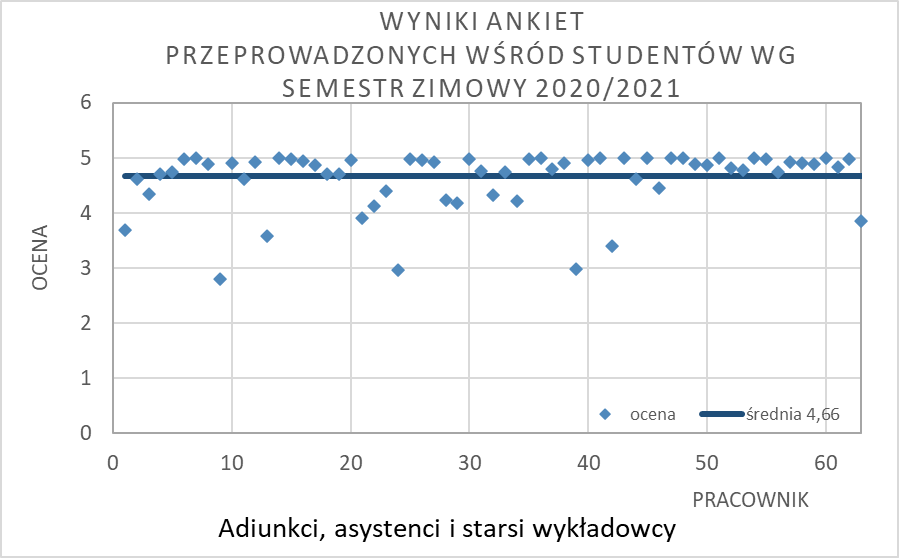 WYNIKI ANKIET
PRZEPROWADZONYCH WŚRÓD STUDENTÓW WG
SEMESTR ZIMOWY 2020/2021
6
5
4
3
2
1
0
OCENA
ocena
średnia 4,66
0 10 20 30 40 50 60
PRACOWNIK
Adiunkci, asystenci i starsi wykładowcy